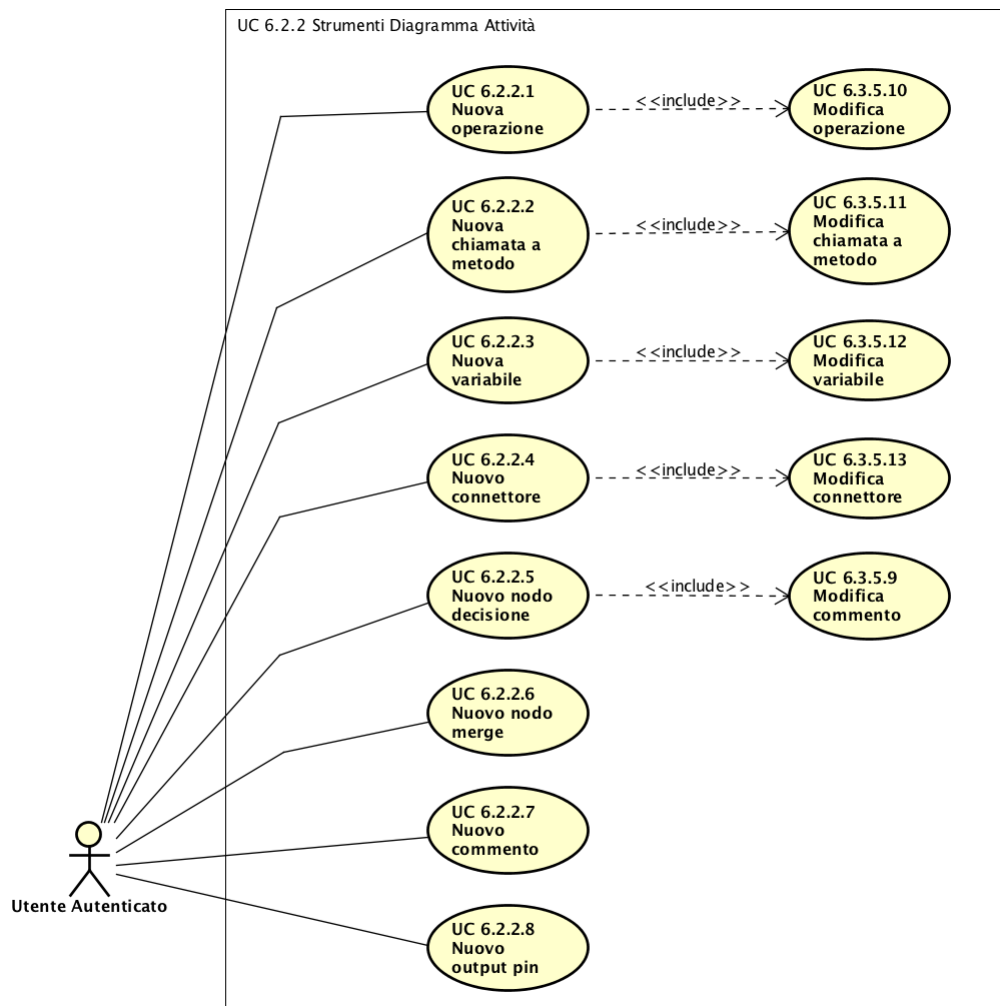 UC 6.2.2 Strumenti Diagramma Attività
UC 6.2.2.1
Nuova
operazione
<<include>>
UC 6.3.5.10
Modifica
operazione
UC 6.2.2.2
Nuova
chiamata a
metodo
<<include>>
UC 6.3.5.11
Modifica
chiamata a
metodo
UC 6.2.2.3
Nuova
variabile
<<include>>
UC 6.3.5.12
Modifica
variabile
UC 6.2.2.4
Nuovo
connettore
<<include>>
UC 6.3.5.13
Modifica
connettore
UC 6.2.2.5
Nuovo nodo
decisione
<<include>>
UC 6.3.5.9
Modifica
commento
UC 6.2.2.6
Nuovo nodo
merge
UC 6.2.2.7
Nuovo
commento
Utente Autenticato
UC 6.2.2.8
Nuovo
output pin